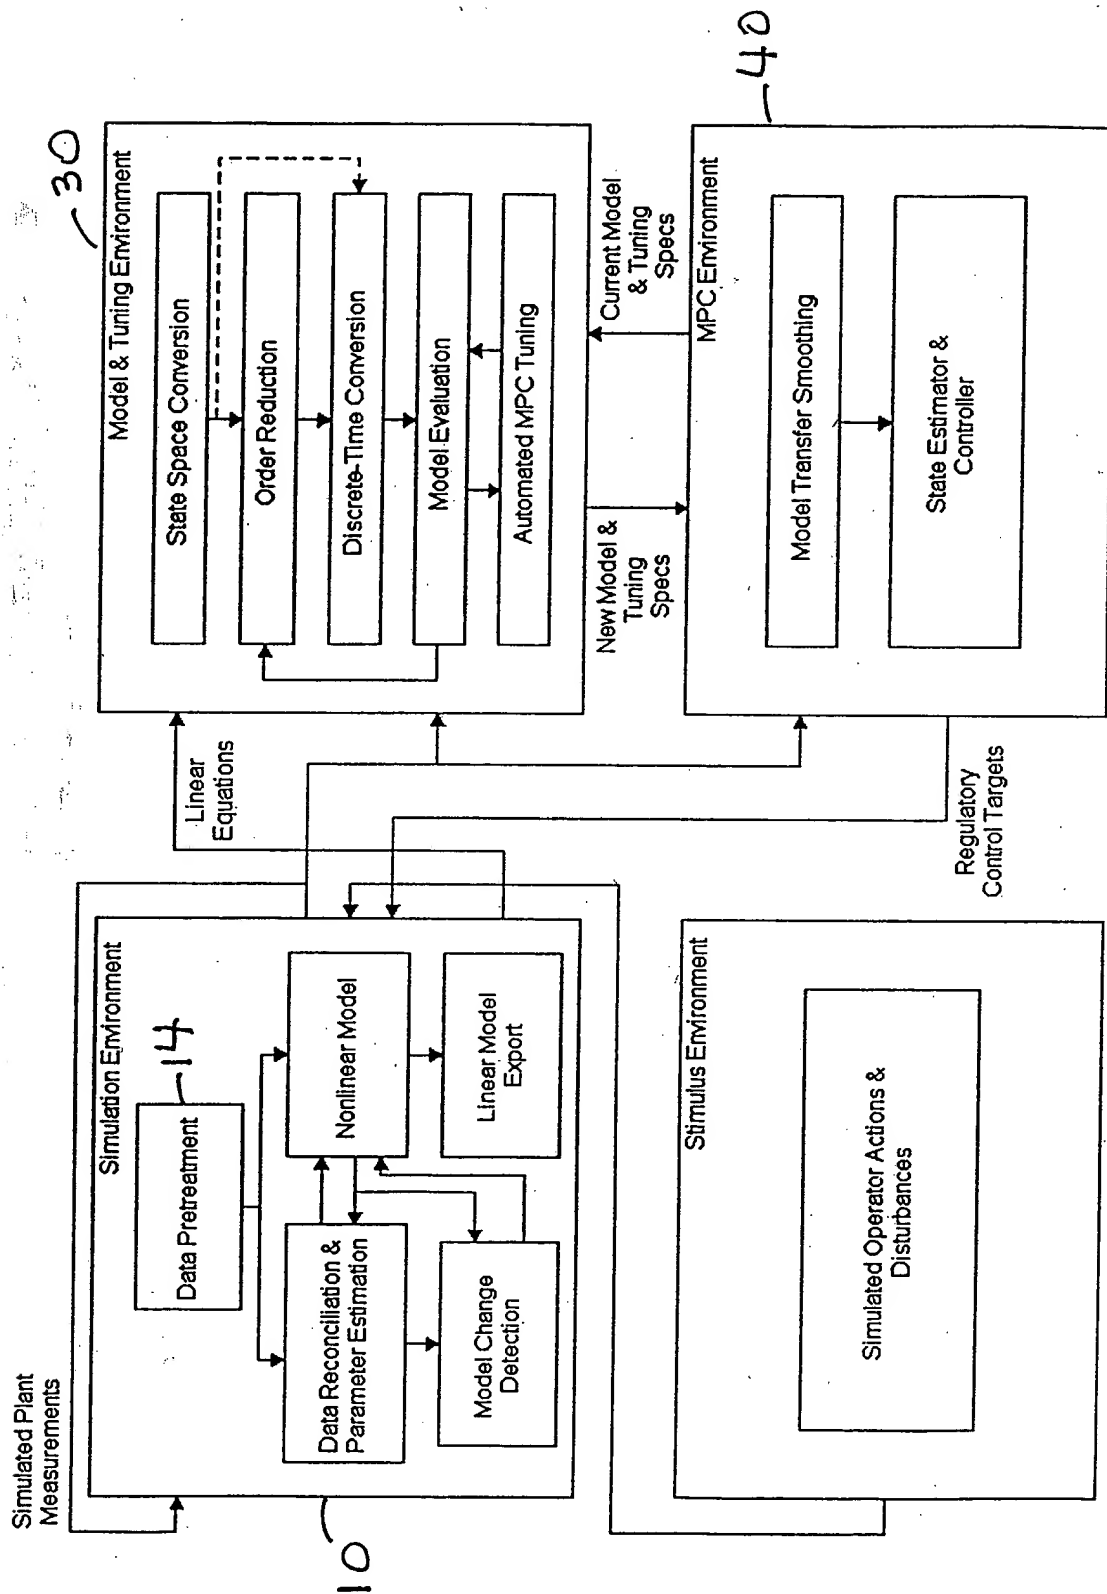 Simulated Plant
Measurements
Simulation Environment
14
Data Pretreatment
Data Reconciliation &
Parameter Estimation
Nonlinear Model
Model Change
Detection
Linear Model
Export
10
Linear
Equations
30
Model & Tuning Environment
State Space Conversion
Order Reduction
Discrete-Time Conversion
Model Evaluation
Automated MPC Tuning
New Model &
Tuning
Specs
Current Model
& Tuning
Specs
Stimulus Environment
Simulated Operator Actions &
Disturbances
Regulatory
Control Targets
MPC Environment
40
Model Transfer Smoothing
State Estimator &
Controller